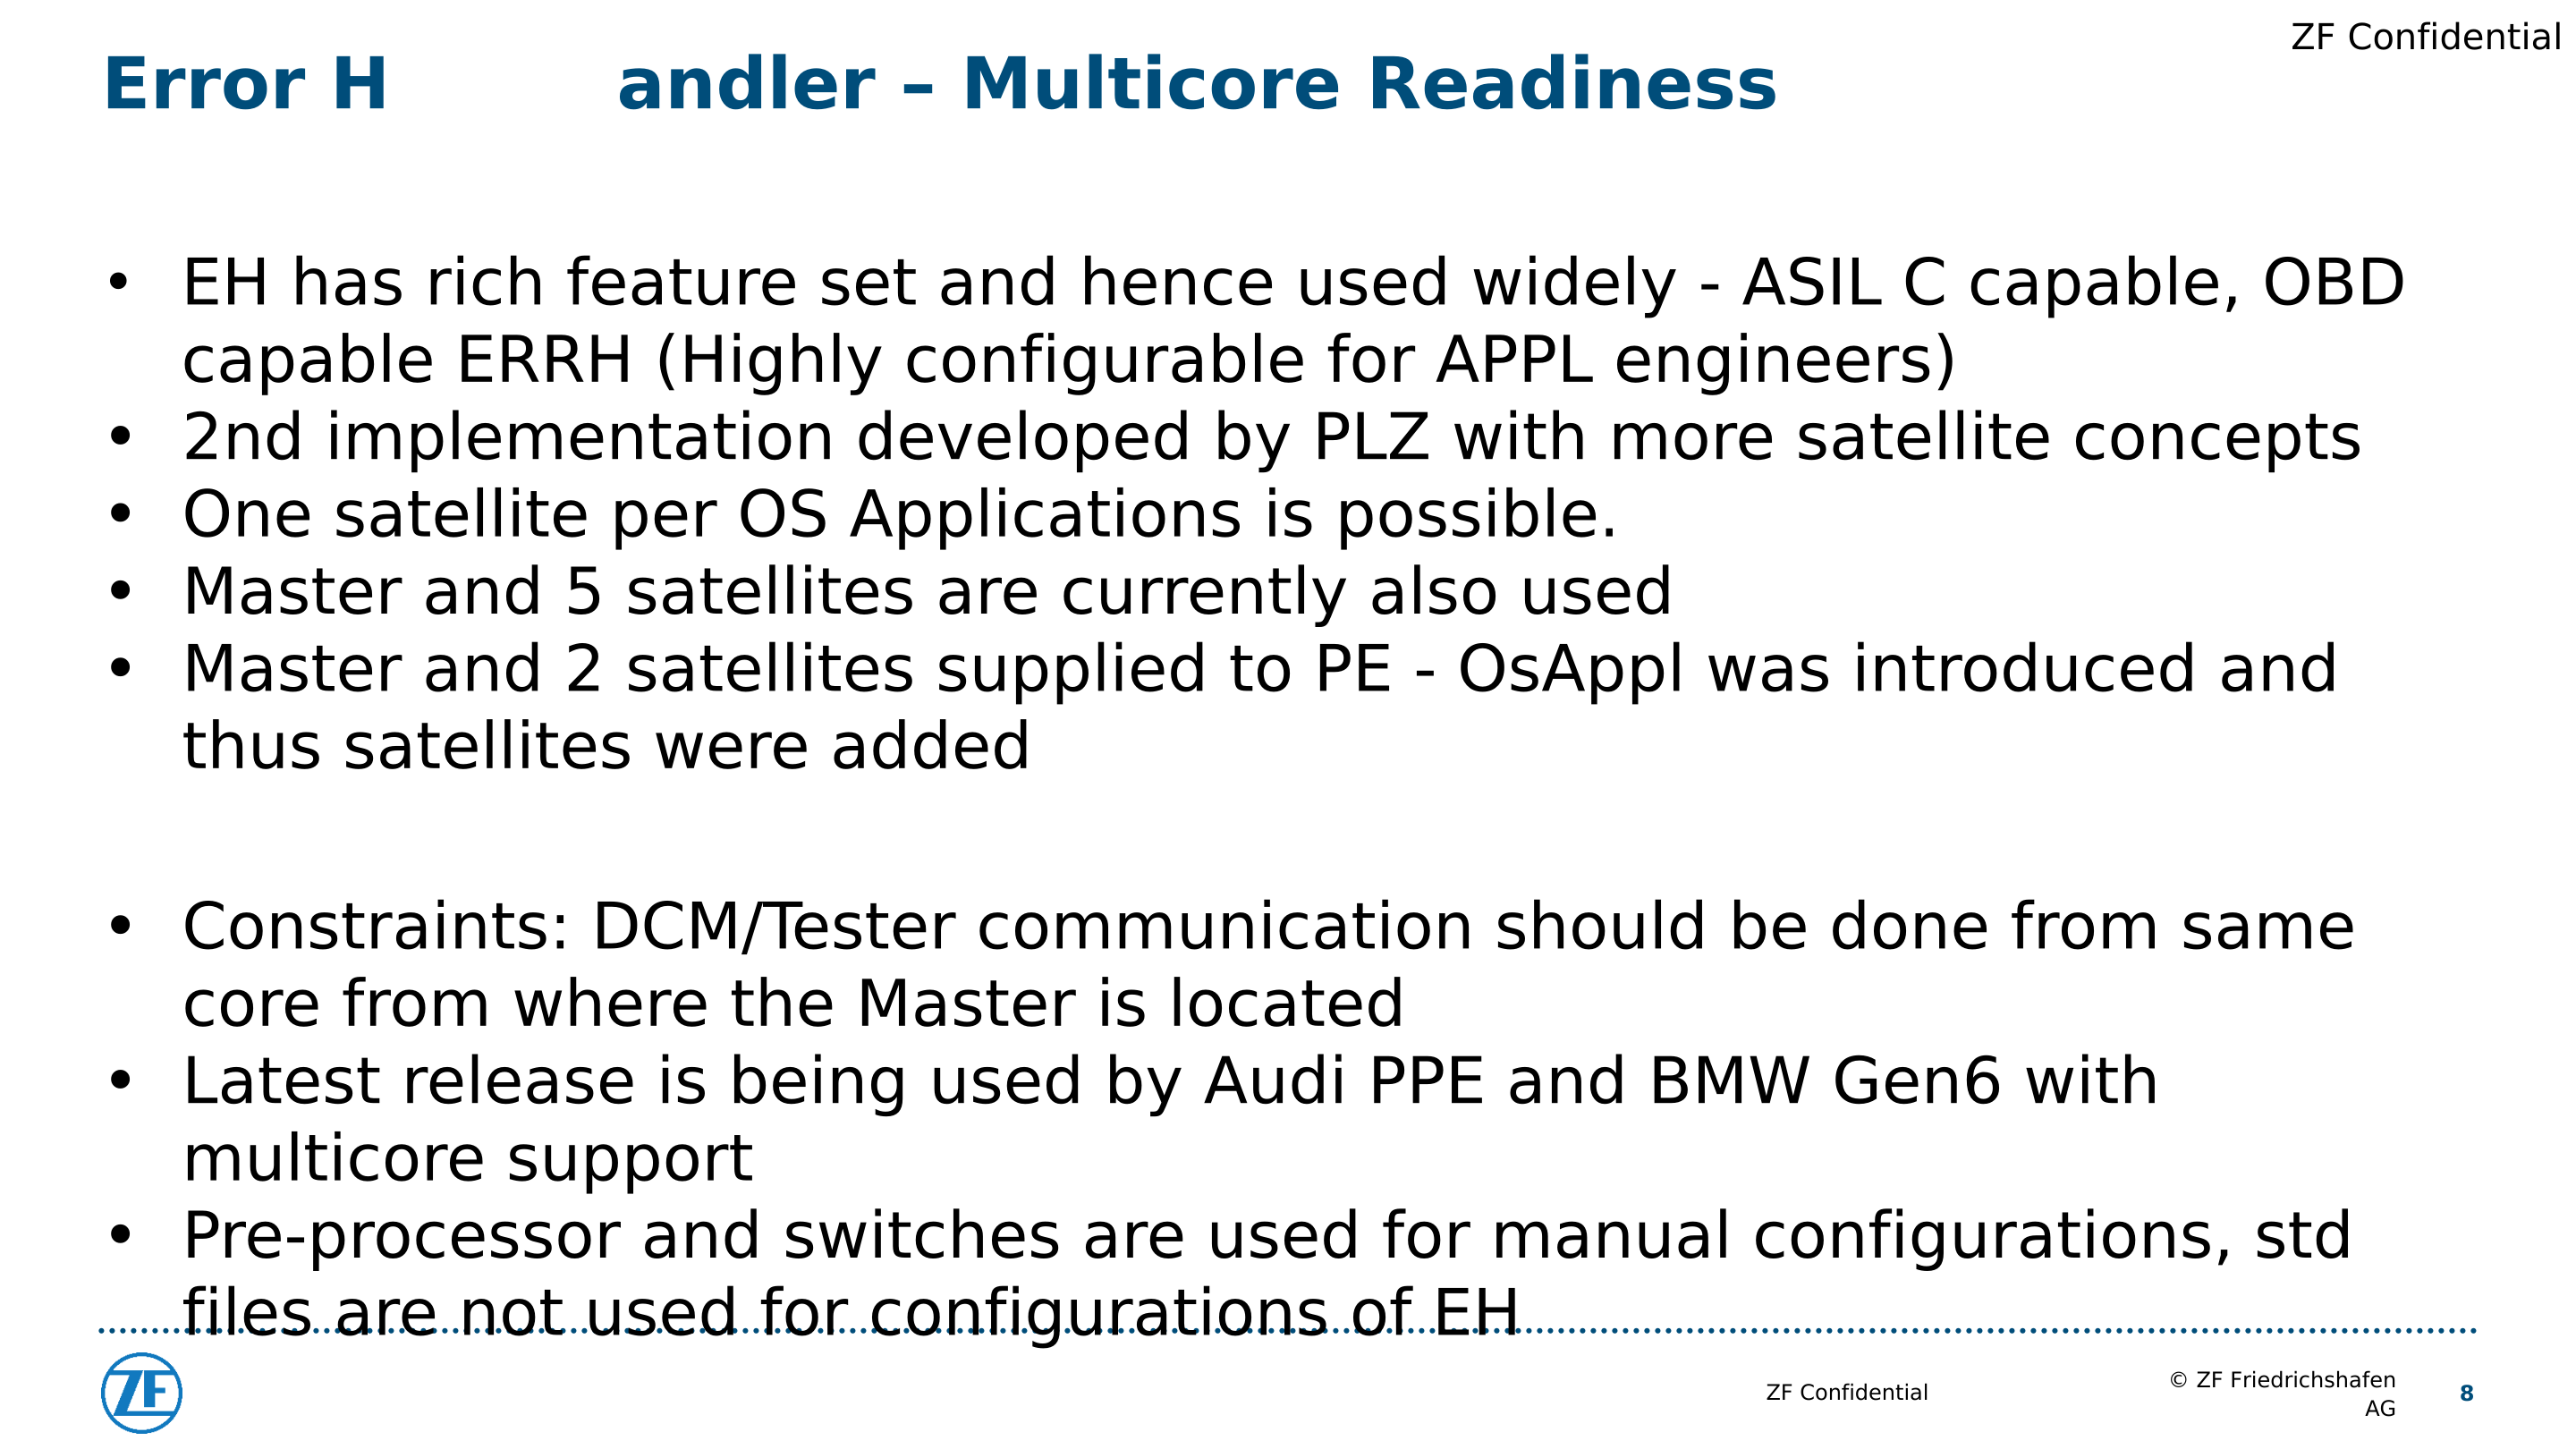 ZF Confidential
Error H andler – Multicore Readiness
• EH has rich feature set and hence used widely - ASIL C capable, OBD
capable ERRH (Highly configurable for APPL engineers)
• 2nd implementation developed by PLZ with more satellite concepts
• One satellite per OS Applications is possible.
• Master and 5 satellites are currently also used
• Master and 2 satellites supplied to PE - OsAppl was introduced and
thus satellites were added
• Constraints: DCM/Tester communication should be done from same
core from where the Master is located
• Latest release is being used by Audi PPE and BMW Gen6 with
multicore support
• Pre-processor and switches are used for manual configurations, std
files are not used for configurations of EH
ZF
ZF Confidential
© ZF Friedrichshafen
AG
8